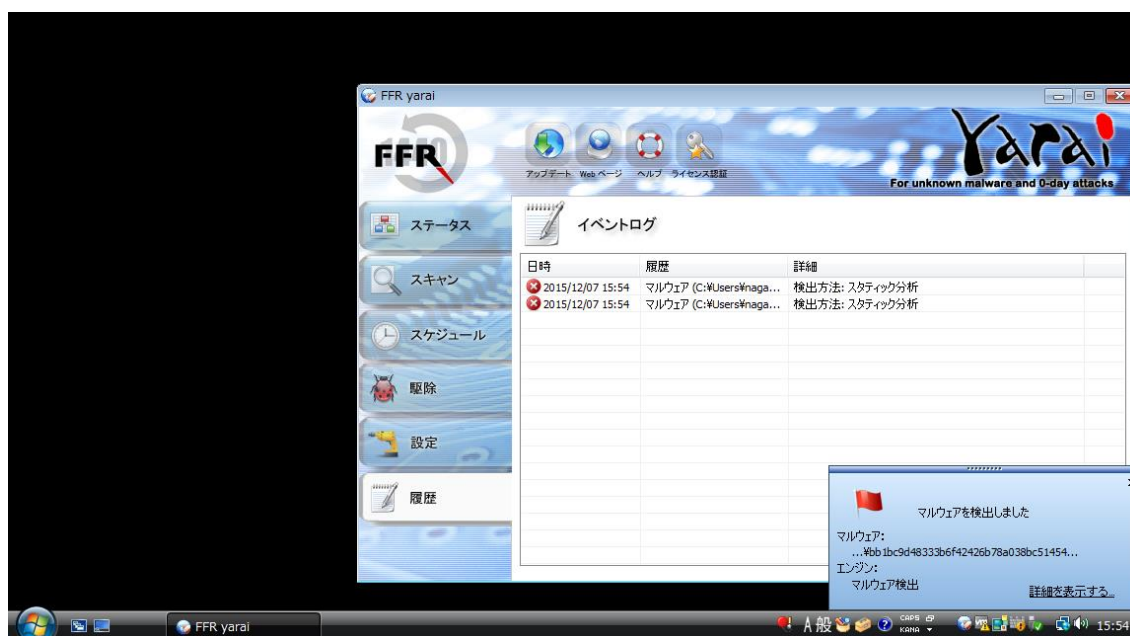 FFR yarai
FFR
アップデート Web ページ ヘルプ ライセンス認証
Yarai
For unknown malware and 0-day attacks
ステータス
スキャン
スケジュール
駆除
設定
履歴
イベントログ
日時 履歴 詳細
2015/12/07 15:54 マルウェア (C:¥Users¥naga... 検出方法: スタティック分析
2015/12/07 15:54 マルウェア (C:¥Users¥naga... 検出方法: スタティック分析
マルウェアを検出しました
マルウェア:
...¥bb1bc9d48333b6f42426b78a038bc51454...
エンジン:
マルウェア検出
詳細を表示する...
FFR yarai
A 般 CAPS KANA 15:54